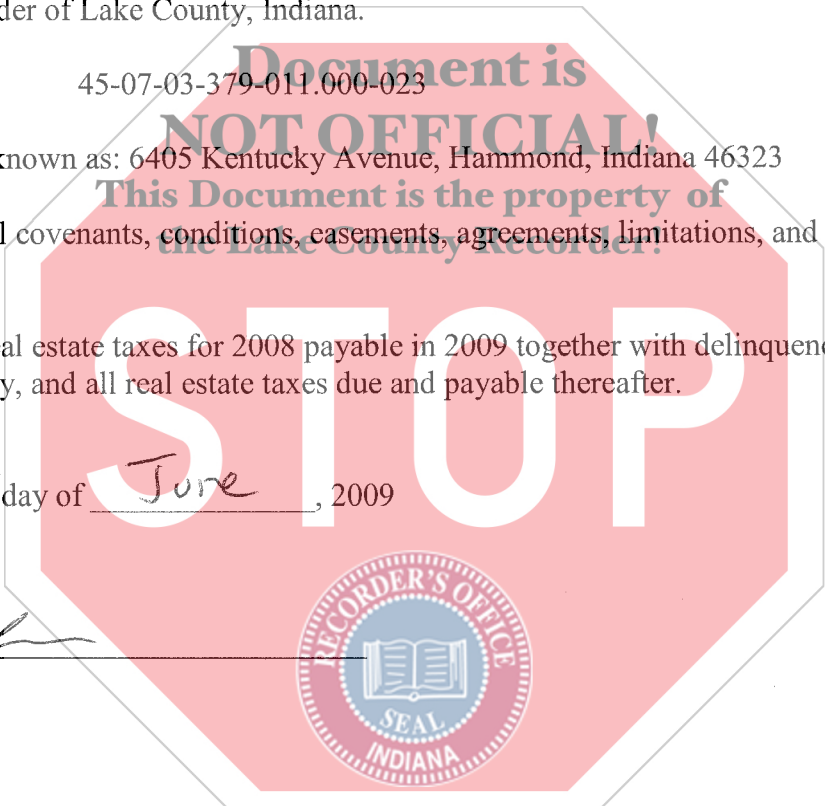 der of Lake County, Indiana.
Document is
45-07-03-379-011.000-023
NOT OFFICIAL!
known as: 6405 Kentucky Avenue, Hammond, Indiana 46323
This Document is the property of
l covenants, conditions, easements, agreements, limitations, and
the Lake County Recorder!
al estate taxes for 2008 payable in 2009 together with delinquen
y, and all real estate taxes due and payable thereafter.
STOP
day of June, 2009
RECORDER'S OFFICE
SEAL
INDIANA